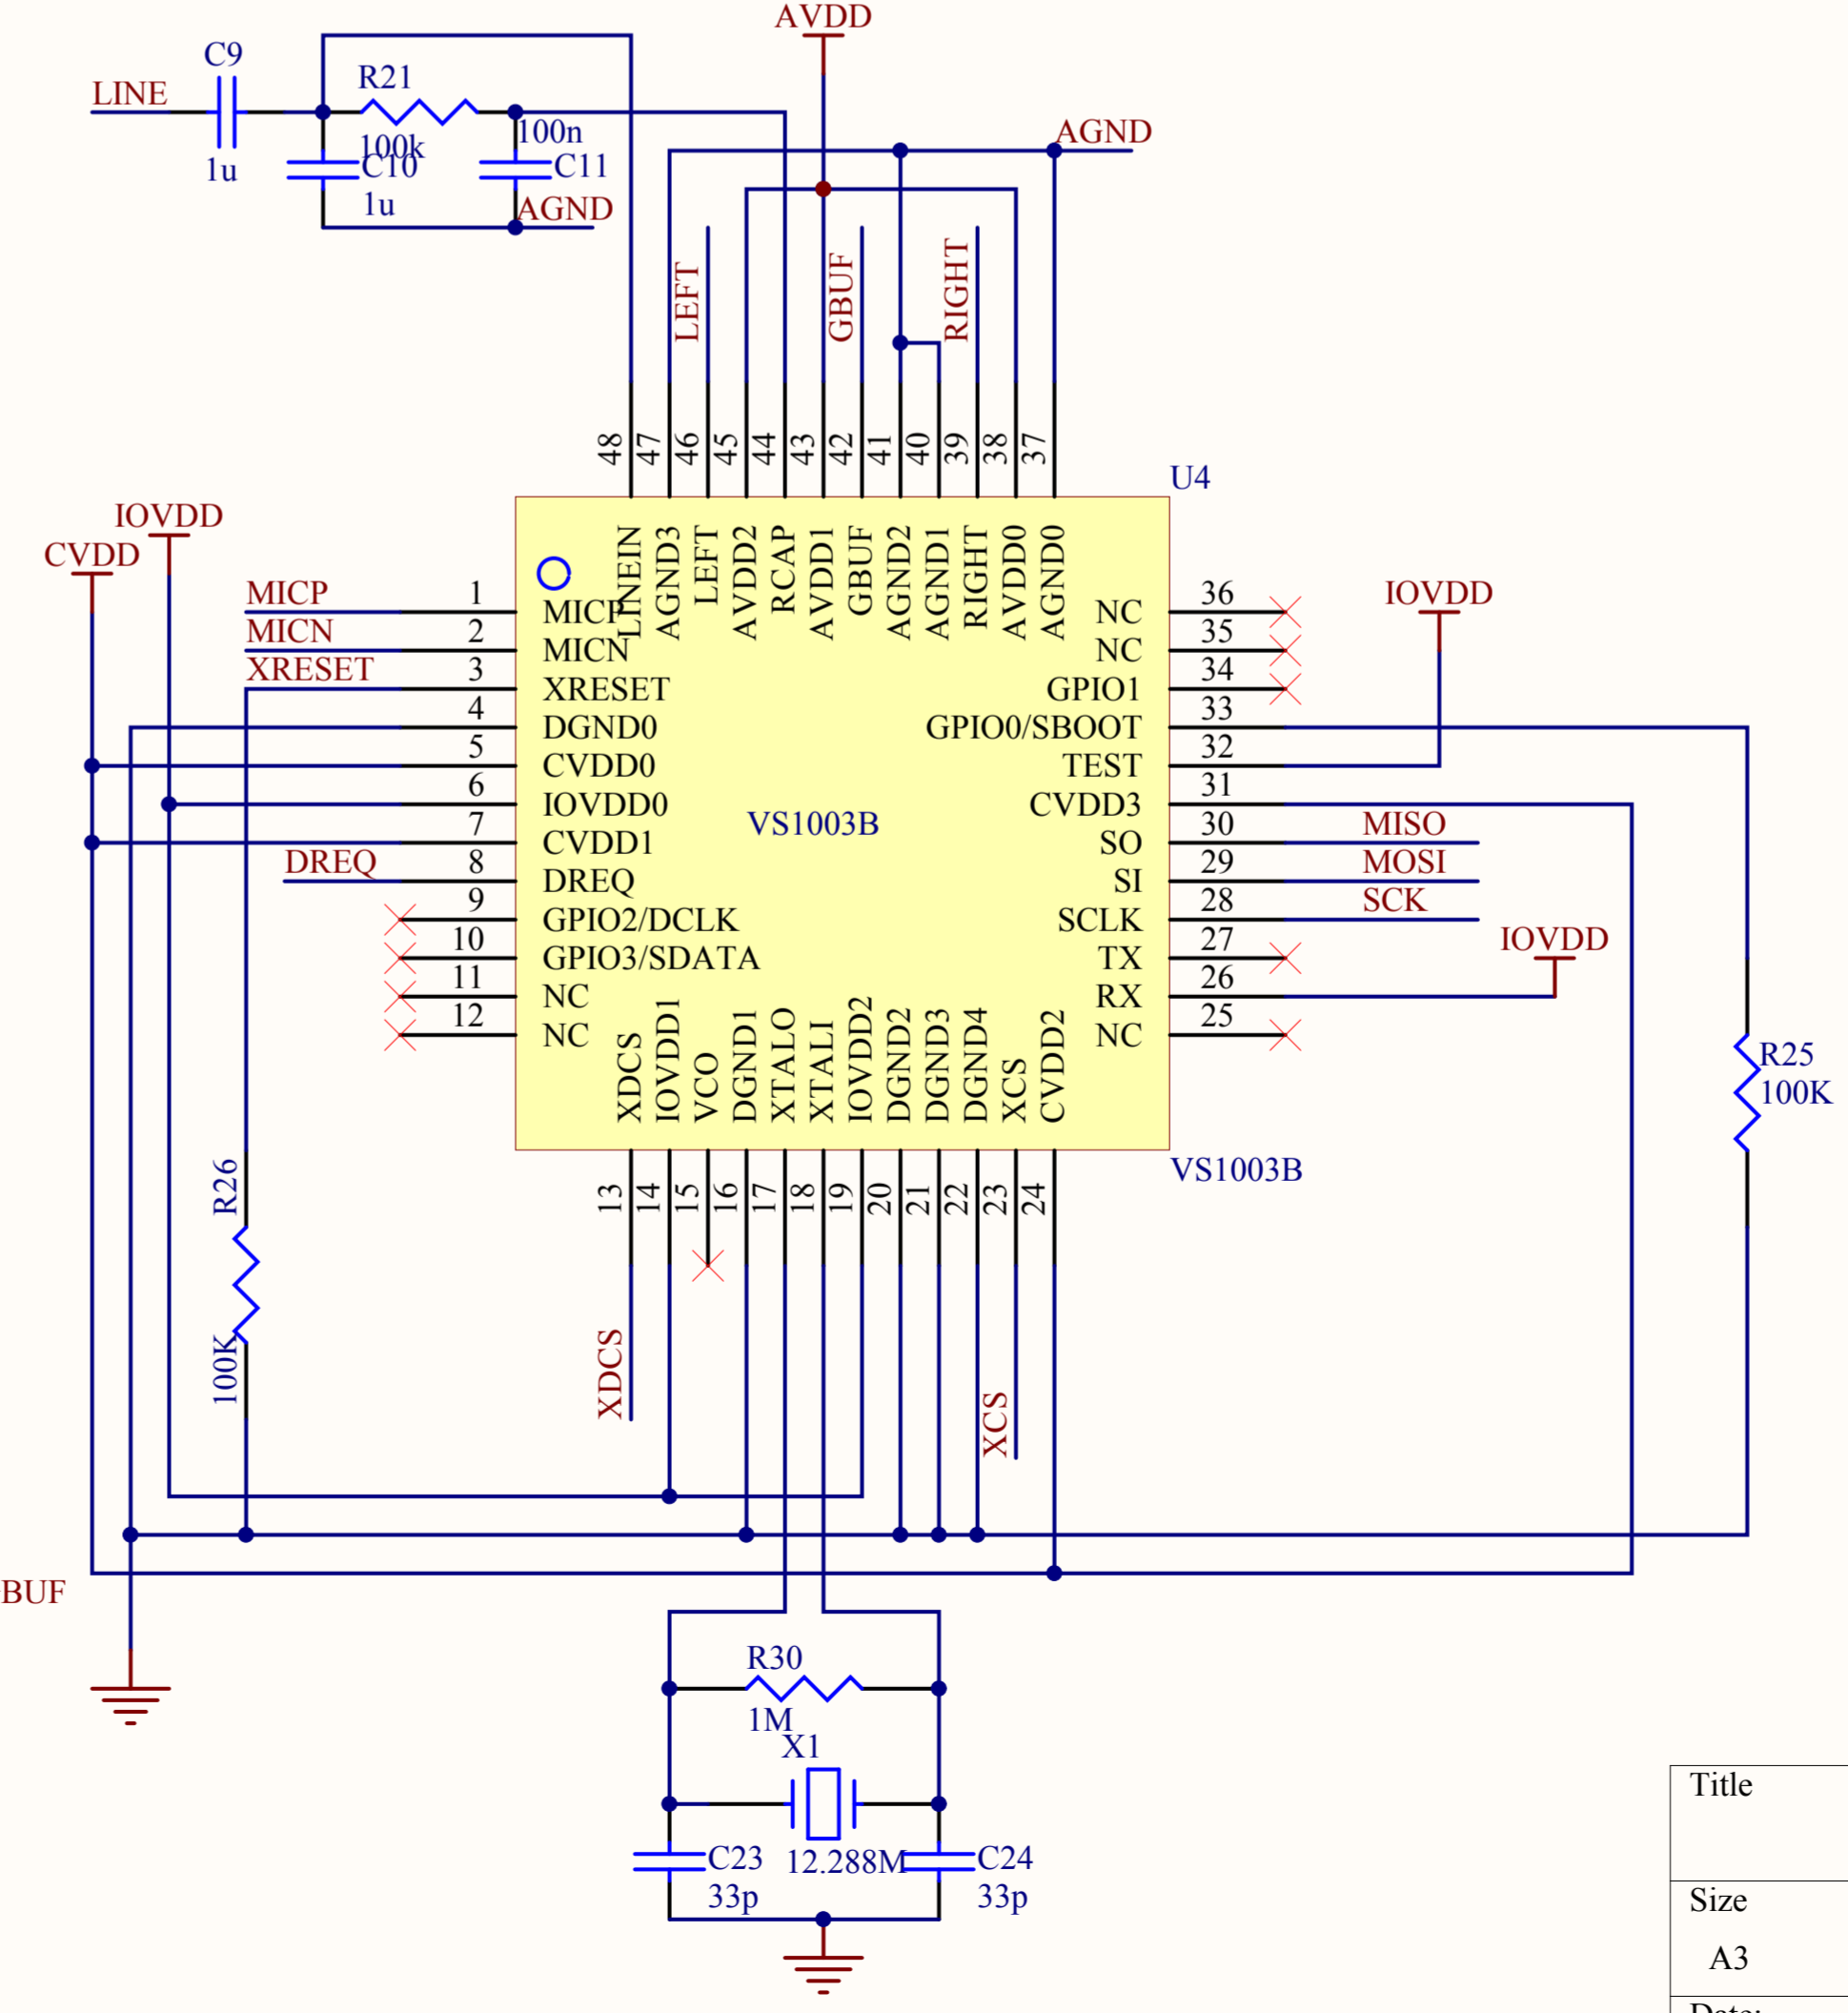 AVDD
C9
R21
LINE
100n
AGND
100k
1u
C10
C11
1u
AGND
LEFT
GBUF
RIGHT
48
47
46
45
44
43
42
41
40
39
38
37
U4
IOVDD
CVDD
LINEIN
AGND3
LEFT
AVDD2
RCAP
AVDD1
GBUF
AGND2
AGND1
RIGHT
AVDD0
AGND0
MICP 1 MICP
MICN 2 MICN
XRESET 3 XRESET
4 DGND0
5 CVDD0
6 IOVDD0
7 CVDD1
DREQ 8 DREQ
9 GPIO2/DCLK
10 GPIO3/SDATA
11 NC
12 NC
VS1003B
NC 36
NC 35
GPIO1 34
GPIO0/SBOOT 33
TEST 32
CVDD3 31
SO 30 MISO
SI 29 MOSI
SCLK 28 SCK
TX 27
RX 26
NC 25
IOVDD
IOVDD
XDCS
IOVDD1
VCO
DGND1
XTALO
XTALI
IOVDD2
DGND2
DGND3
DGND4
XCS
CVDD2
R25
100K
VS1003B
R26
100K
13
14
15
16
17
18
19
20
21
22
23
24
XDCS
XCS
BUF
R30
1M
X1
12.288M
C23
33p
C24
33p
Title
Size
A3
Date: